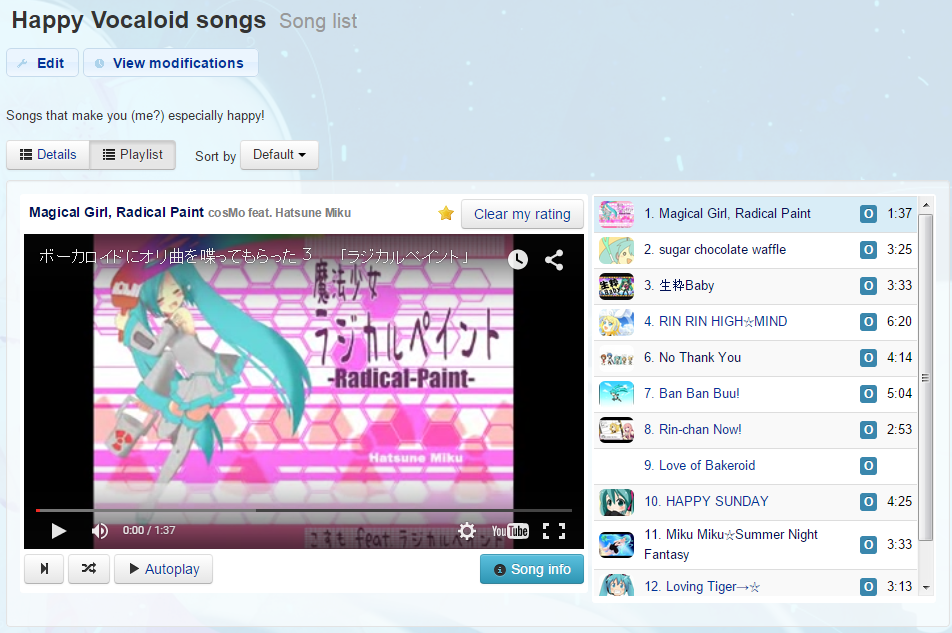 Happy Vocaloid songs Song list
Edit View modifications
Songs that make you (me?) especially happy!
Details Playlist Sort by Default
Magical Girl, Radical Paint cosMo feat. Hatsune Miku Clear my rating
ボーカロイドにオリ曲を喋ってもらった３ 「ラジカルペイント」
魔法少女
ラジカルペイント
-Radical-Paint-
Hatsune Miku
こすも feat.ラジカルペイント
0:00 / 1:37 YouTube
Autoplay Song info
1. Magical Girl, Radical Paint O 1:37
2. sugar chocolate waffle O 3:25
3. 生粋Baby O 3:33
4. RIN RIN HIGH☆MIND O 6:20
6. No Thank You O 4:14
7. Ban Ban Buu! O 5:04
8. Rin-chan Now! O 2:53
9. Love of Bakeroid O
10. HAPPY SUNDAY O 4:25
11. Miku Miku☆Summer Night
Fantasy O 3:33
12. Loving Tiger→☆ O 3:13